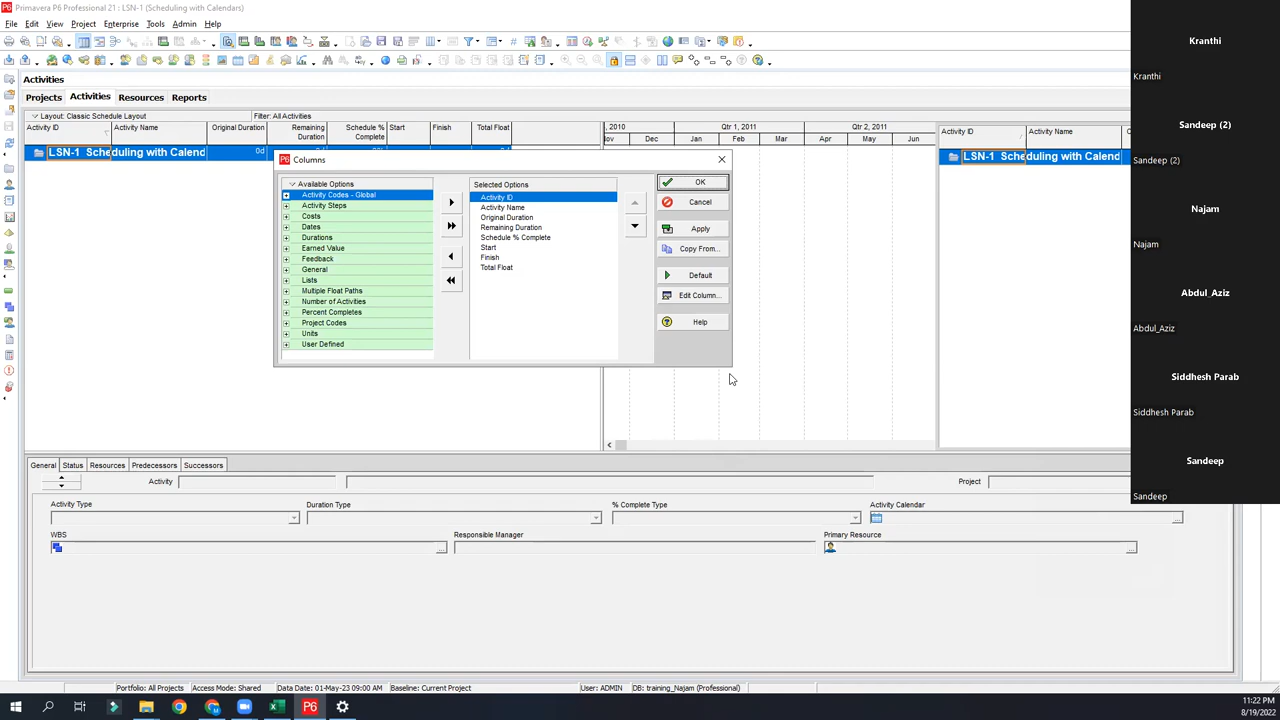 Primavera P6 Professional 21 : LSN-1 (Scheduling with Calendars)
File Edit View Project Enterprise Tools Admin Help
Activities
Projects Activities Resources Reports
Layout: Classic Schedule Layout Filter: All Activities
Activity ID Activity Name Original Duration Remaining Duration Schedule % Complete Start Finish Total Float
, 2010 Qtr 1, 2011 Qtr 2, 2011
Nov Dec Jan Feb Mar Apr May Jun
Activity ID Activity Name
LSN-1 Scheduling with Calend 0d
LSN-1 Scheduling with Calend
P6 Columns
Available Options
Activity Codes - Global
Activity Steps
Costs
Dates
Durations
Earned Value
Feedback
General
Lists
Multiple Float Paths
Number of Activities
Percent Completes
Project Codes
Units
User Defined
Selected Options
Activity ID
Activity Name
Original Duration
Remaining Duration
Schedule % Complete
Start
Finish
Total Float
OK
Cancel
Apply
Copy From...
Default
Edit Column...
Help
General Status Resources Predecessors Successors
Activity Project
Activity Type Duration Type % Complete Type Activity Calendar
WBS Responsible Manager Primary Resource
Portfolio: All Projects Access Mode: Shared Data Date: 01-May-23 09:00 AM Baseline: Current Project User: ADMIN DB: training_Najam (Professional)
Kranthi
Kranthi
Sandeep (2)
Sandeep (2)
Najam
Najam
Abdul_Aziz
Abdul_Aziz
Siddhesh Parab
Siddhesh Parab
Sandeep
Sandeep
P6
11:22 PM
8/19/2022